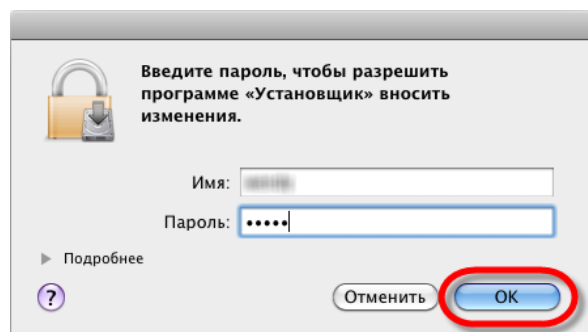 Введите пароль, чтобы разрешить
программе «Установщик» вносить
изменения.
Имя:
Пароль: •••••
Подробнее
?
Отменить
OK